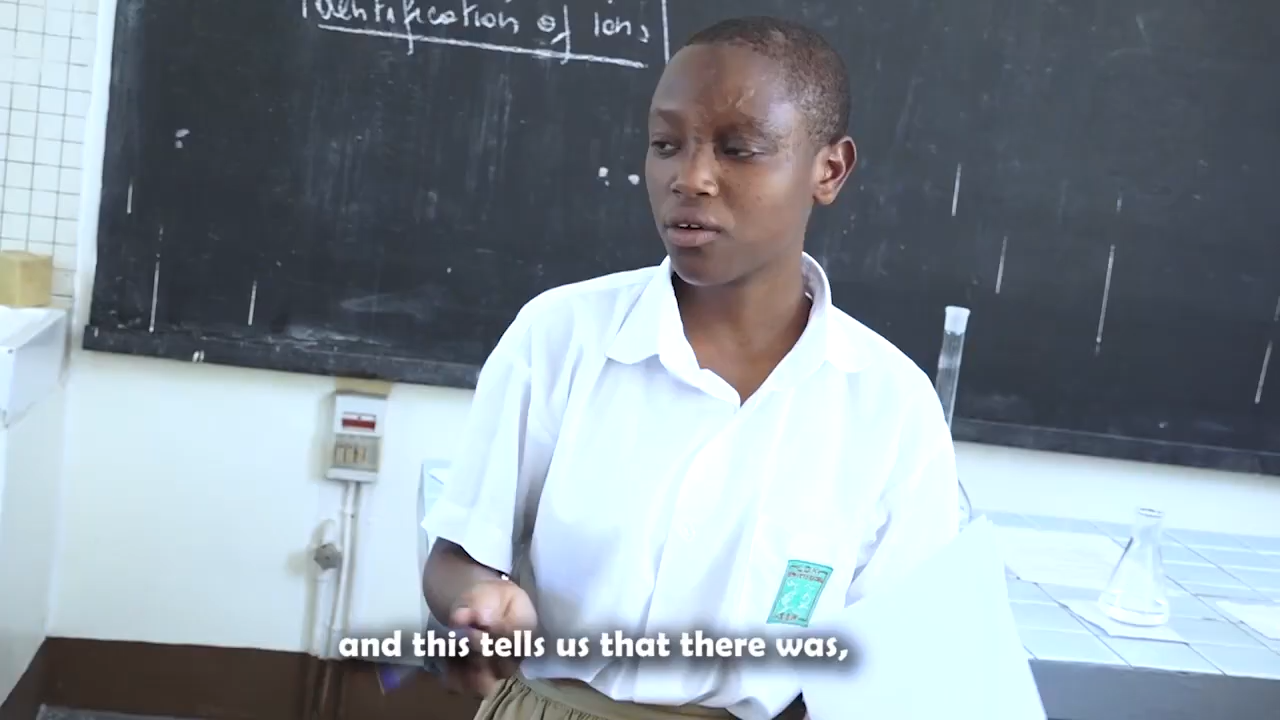 Identification of Ions
and this tells us that there was,